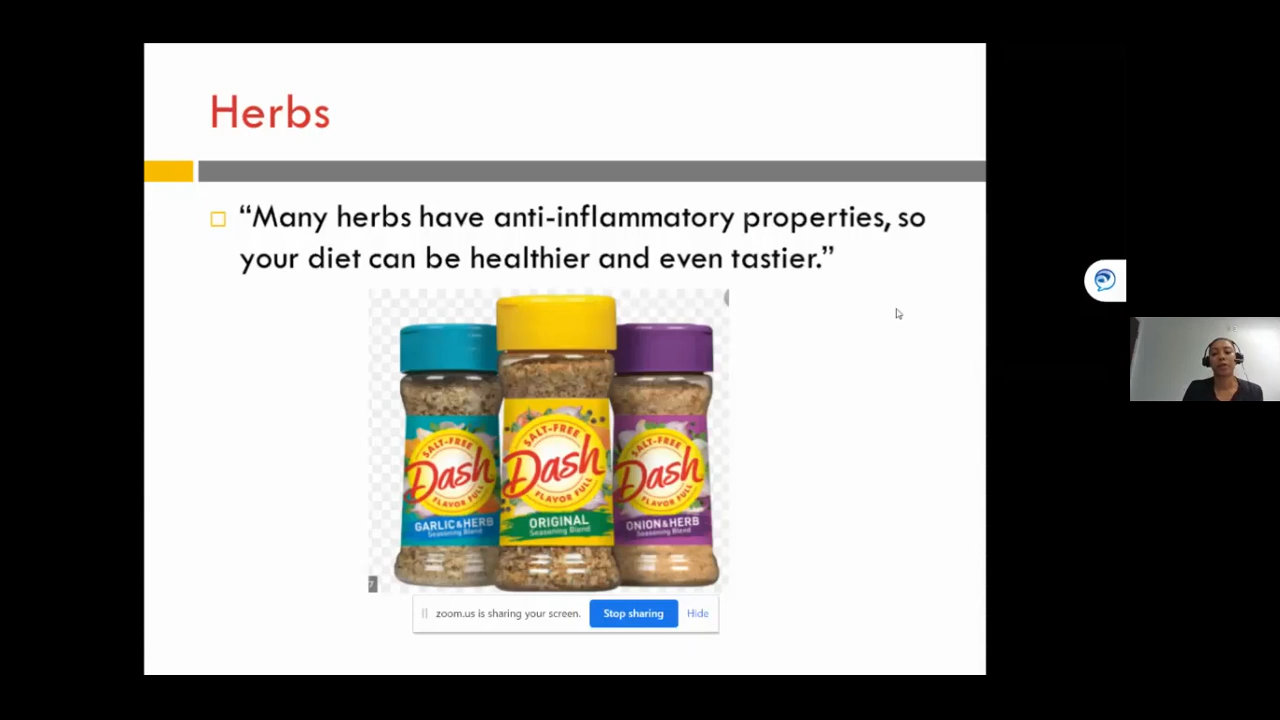 Herbs
“Many herbs have anti-inflammatory properties, so
your diet can be healthier and even tastier.”
SALT-FREE
Dash
FLAVOR FULL
GARLIC & HERB
Seasoning Blend
SALT-FREE
Dash
FLAVOR FULL
ORIGINAL
Seasoning Blend
SALT-FREE
Dash
FLAVOR FULL
ONION & HERB
Seasoning Blend
7
zoom.us is sharing your screen. Stop sharing Hide